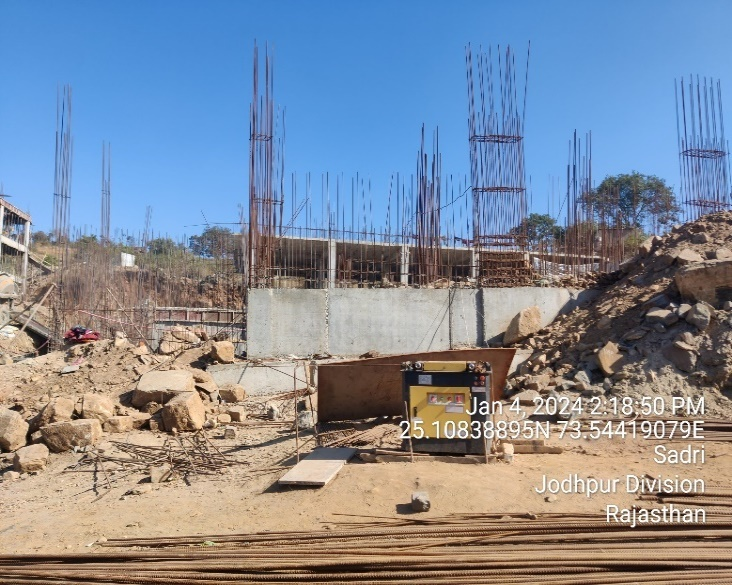 Jan 4, 2024 2:18:50 PM
25.10838895N 73.54419079E
Sadri
Jodhpur Division
Rajasthan